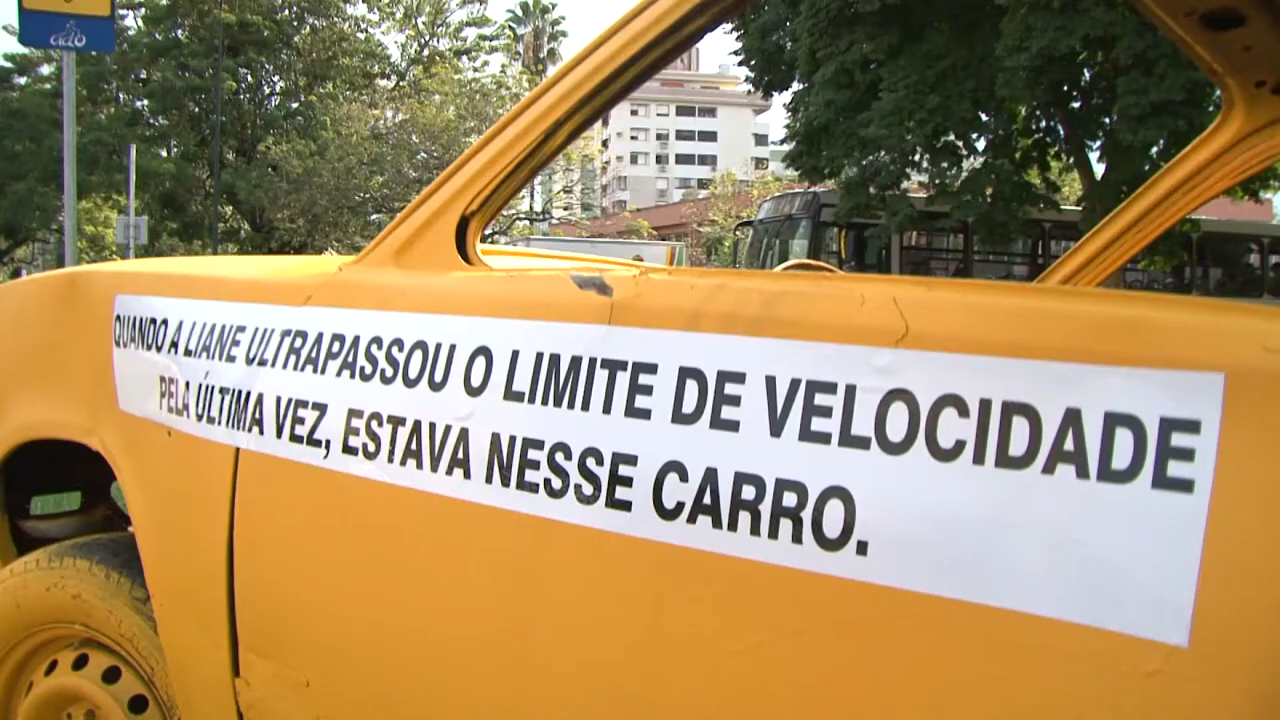 QUANDO A LIANE ULTRAPASSOU O LIMITE DE VELOCIDADE
PELA ÚLTIMA VEZ, ESTAVA NESSE CARRO.